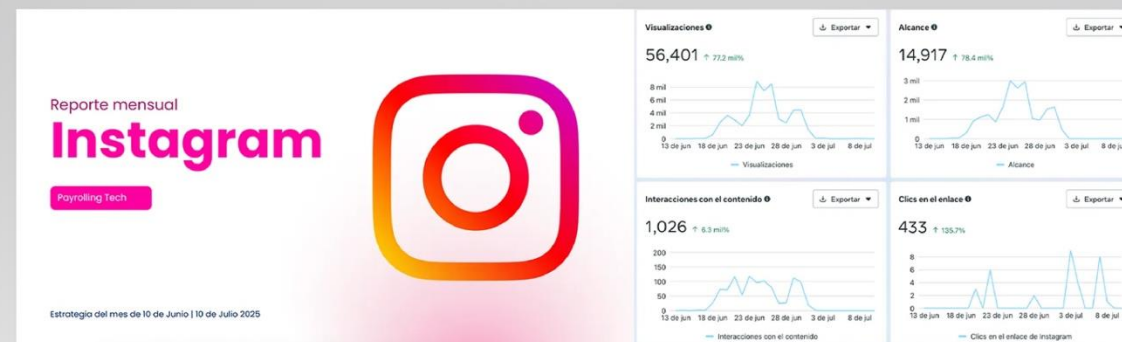 Reporte mensual
Instagram
Payrolling Tech
Estrategia del mes de 10 de Junio | 10 de Julio 2025
Visualizaciones
Exportar
56,401 ↑ 77.2 mil%
8 mil
6 mil
4 mil
2 mil
0
13 de jun 18 de jun 23 de jun 28 de jun 3 de jul 8 de jul
Visualizaciones
Alcance
Exportar
14,917 ↑ 78.4 mil%
3 mil
2 mil
1 mil
0
13 de jun 18 de jun 23 de jun 28 de jun 3 de jul 8 de ju
Alcance
Interacciones con el contenido
Exportar
1,026 ↑ 6.3 mil%
200
150
100
50
0
13 de jun 18 de jun 23 de jun 28 de jun 3 de jul 8 de jul
Interacciones con el contenido
Clics en el enlace
Exportar
433 ↑ 135.7%
8
6
4
2
0
13 de jun 18 de jun 23 de jun 28 de jun 3 de jul 8 de jul
Clics en el enlace de Instagram